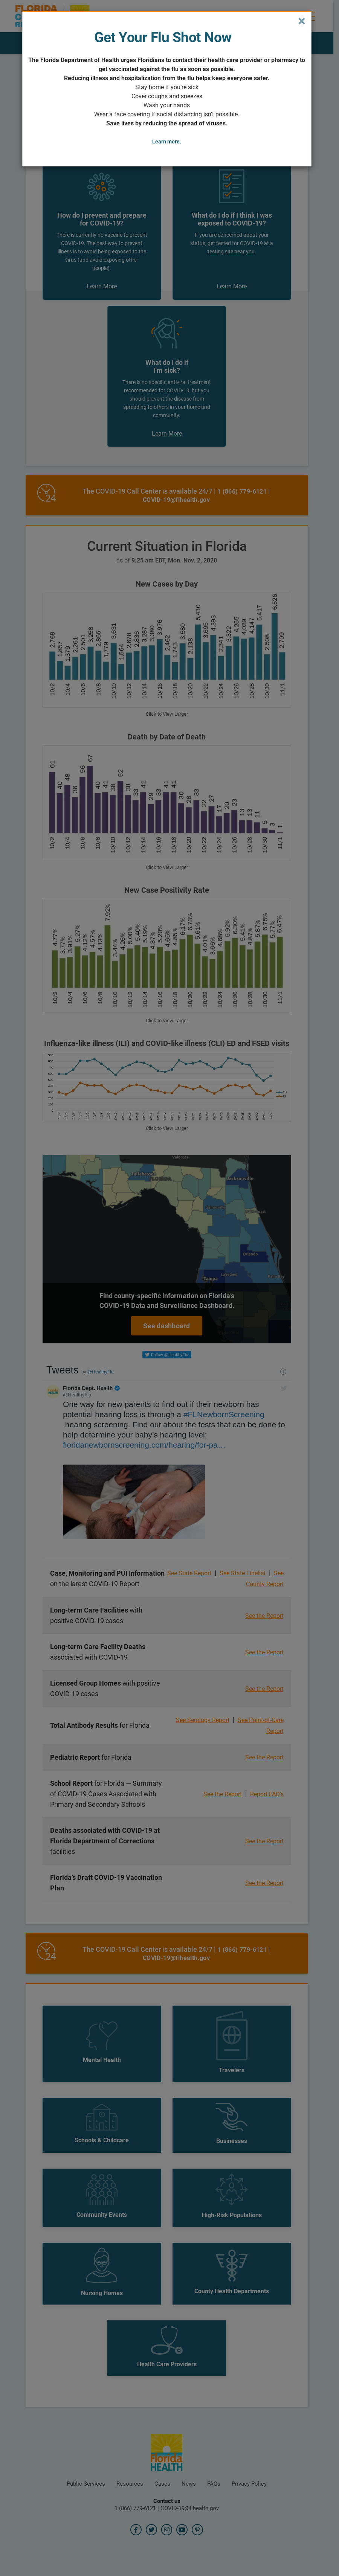 FLORIDA
×
Get Your Flu Shot Now
The Florida Department of Health urges Floridians to contact their health care provider or pharmacy to
get vaccinated against the flu as soon as possible.
Reducing illness and hospitalization from the flu helps keep everyone safer.
Stay home if you're sick
Cover coughs and sneezes
Wash your hands
Wear a face covering if social distancing isn't possible.
Save lives by reducing the spread of viruses.
Learn more.
How do I prevent and prepare
for COVID-19?
There is currently no vaccine to prevent
COVID-19. The best way to prevent
illness is to avoid being exposed to the
virus (and avoid exposing other
people).
Learn More
What do I do if I think I was
exposed to COVID-19?
If you are concerned about your
status, get tested for COVID-19 at a
testing site near you.
Learn More
What do I do if
I'm sick?
There is no specific antiviral treatment
recommended for COVID-19, but you
should prevent the disease from
spreading to others in your home and
community.
Learn More
24
The COVID-19 Call Center is available 24/7 | 1 (866) 779-6121 |
COVID-19@flhealth.gov
Current Situation in Florida
as of 9:25 am EDT, Mon. Nov. 2, 2020
New Cases by Day
2,798 1,857 1,379 2,261 2,501 3,258 2,896 1,779 3,631 1,564 2,678 2,836 3,287 3,380 3,978 2,462 1,743 3,580 2,138 5,430 3,695 4,393 2,341 3,322 4,255 4,039 4,147 5,417 2,508 6,526 2,709
10/2 10/4 10/6 10/8 10/10 10/12 10/14 10/16 10/18 10/20 10/22 10/24 10/26 10/28 10/30 11/1
Click to View Larger
Death by Date of Death
61 40 48 36 56 67 40 41 38 52 38 33 41 29 33 41 41 30 26 33 22 27 17 20 23 13 13 11 5 3 1
10/2 10/4 10/6 10/8 10/10 10/12 10/14 10/16 10/18 10/20 10/22 10/24 10/26 10/28 10/30 11/1
Click to View Larger
New Case Positivity Rate
4.77% 3.77% 3.91% 5.27% 4.12% 4.57% 4.13% 7.92% 3.44% 4.26% 5.00% 5.40% 5.19% 4.37% 5.20% 4.65% 4.85% 6.17% 6.73% 5.61% 4.01% 3.66% 4.68% 5.92% 6.30% 5.41% 4.87% 5.87% 6.75% 5.77% 6.47%
10/2 10/4 10/6 10/8 10/10 10/12 10/14 10/16 10/18 10/20 10/22 10/24 10/26 10/28 10/30 11/1
Click to View Larger
Influenza-like illness (ILI) and COVID-like illness (CLI) ED and FSED visits
Click to View Larger
Jacksonville
Orlando
Tampa
Find county-specific information on Florida's
COVID-19 Data and Surveillance Dashboard.
See dashboard
Follow @HealthyFla
Tweets by @HealthyFla
Florida Dept. Health
@HealthyFla
One way for new parents to find out if their newborn has
potential hearing loss is through a #FLNewbornScreening
hearing screening. Find out about the tests that can be done to
help determine your baby's hearing level:
floridanewbornscreening.com/hearing/for-pa…
Case, Monitoring and PUI Information See State Report | See State Linelist | See
on the latest COVID-19 Report County Report
Long-term Care Facilities with
positive COVID-19 cases
See the Report
Long-term Care Facility Deaths
associated with COVID-19
See the Report
Licensed Group Homes with positive
COVID-19 cases
See the Report
Total Antibody Results for Florida
See Serology Report | See Point-of-Care
Report
Pediatric Report for Florida
See the Report
School Report for Florida — Summary
of COVID-19 Cases Associated with
Primary and Secondary Schools
See the Report | Report FAQ's
Deaths associated with COVID-19 at
Florida Department of Corrections
facilities
See the Report
Florida's Draft COVID-19 Vaccination
Plan
See the Report
24
The COVID-19 Call Center is available 24/7 | 1 (866) 779-6121 |
COVID-19@flhealth.gov
Mental Health
Travelers
Schools & Childcare
Businesses
Community Events
High-Risk Populations
Nursing Homes
County Health Departments
Health Care Providers
Florida
HEALTH
Public Services Resources Cases News FAQs Privacy Policy
Contact us
1 (866) 779-6121 | COVID-19@flhealth.gov